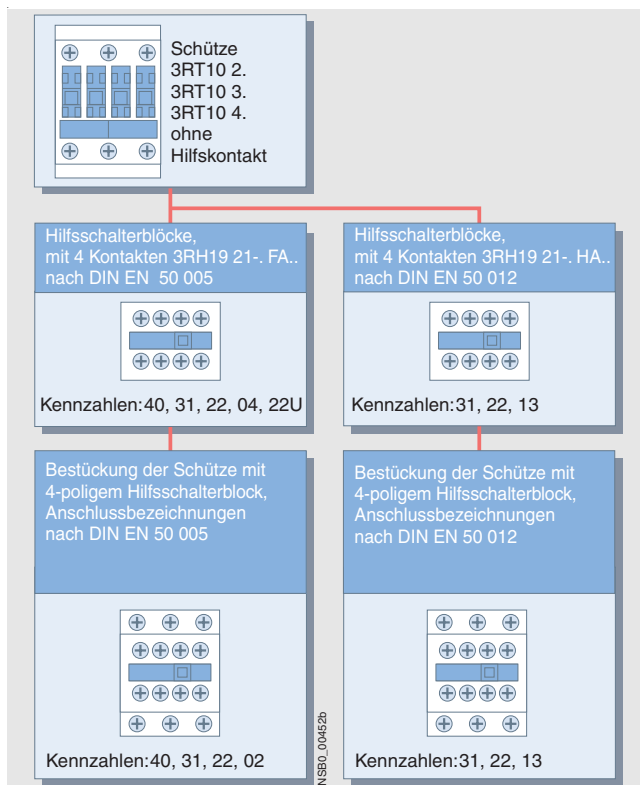 Schütze
3RT10 2.
3RT10 3.
3RT10 4.
ohne
Hilfskontakt
Hilfsschalterblöcke,
mit 4 Kontakten 3RH19 21-. FA..
nach DIN EN 50 005
Kennzahlen:40, 31, 22, 04, 22U
Hilfsschalterblöcke,
mit 4 Kontakten 3RH19 21-. HA..
nach DIN EN 50 012
Kennzahlen:31, 22, 13
Bestückung der Schütze mit
4-poligem Hilfsschalterblock,
Anschlussbezeichnungen
nach DIN EN 50 005
Kennzahlen:40, 31, 22, 02
Bestückung der Schütze mit
4-poligem Hilfsschalterblock,
Anschlussbezeichnungen
nach DIN EN 50 012
Kennzahlen:31, 22, 13
NSB0_00452b